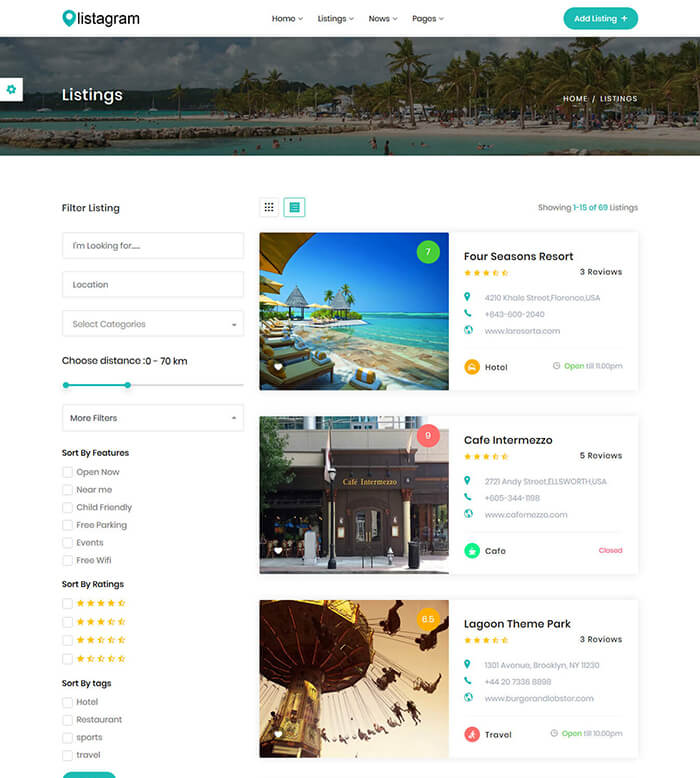 listagram
Home Listings News Pages Add Listing +
Listings
HOME / LISTINGS
Filter Listing
Showing 1-15 of 69 Listings
I'm Looking for.....
Location
Select Categories
Choose distance :0 - 70 km
More Filters
Sort By Features
Open Now
Near me
Child Friendly
Free Parking
Events
Free Wifi
Sort By Ratings
Sort By tags
Hotel
Restaurant
sports
travel
7
Four Seasons Resort
3 Reviews
4210 Khale Street,Florence,USA
+843-600-2040
www.laresorta.com
Hotel
Open till 11.00pm
9
Café Intermezzo
Cafe Intermezzo
5 Reviews
2721 Andy Street,ELLSWORTH,USA
+605-344-1198
www.cafemezzo.com
Cafe
Closed
6.5
Lagoon Theme Park
3 Reviews
1301 Avenue, Brooklyn, NY 11230
+44 20 7336 8898
www.burgerandlobster.com
Travel
Open till 10.00pm